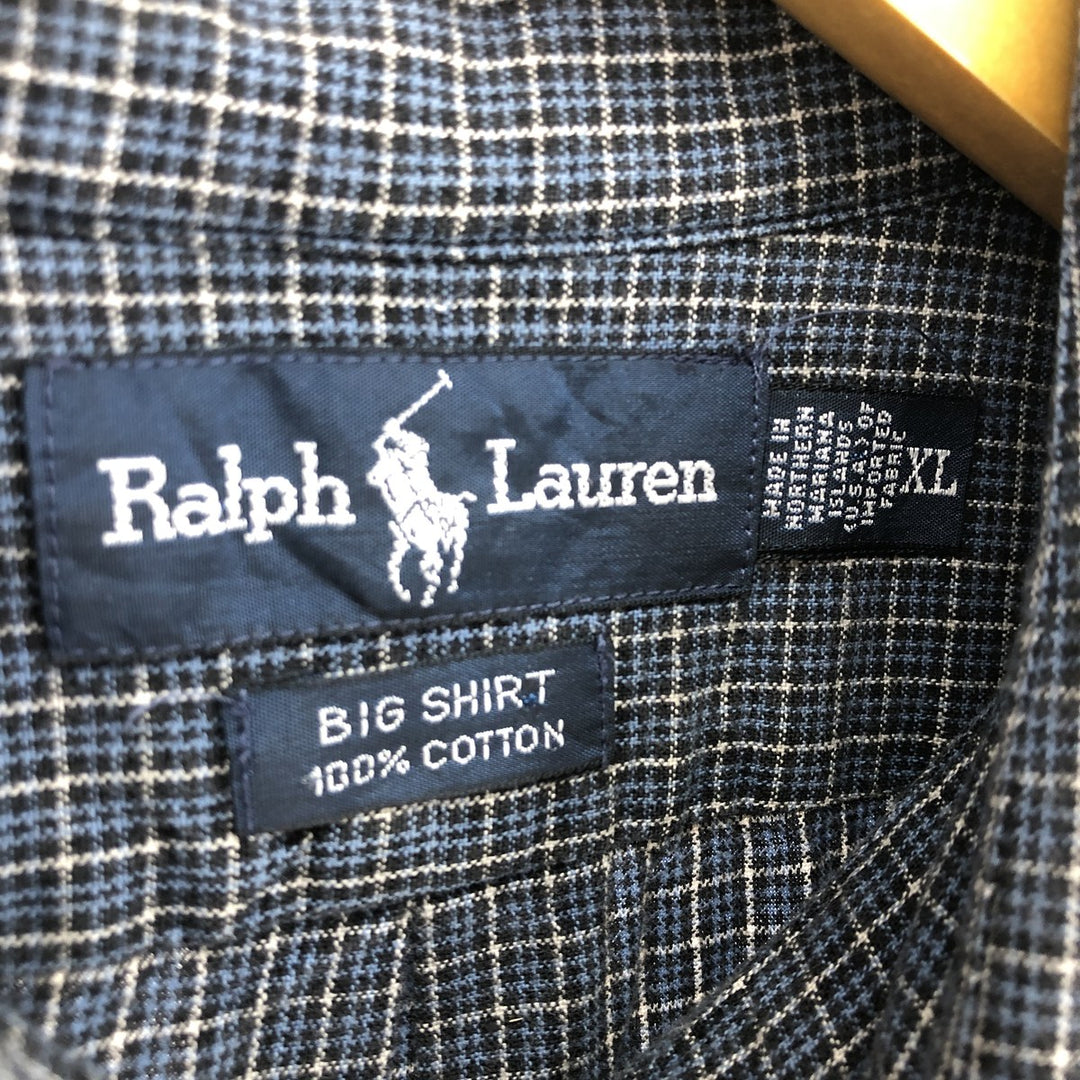 Ralph Lauren
MADE IN
NORTHERN
MARIANA
ISLANDS
(U.S.A.) OF
IMPORTED
FABRIC
XL
BIG SHIRT
100% COTTON